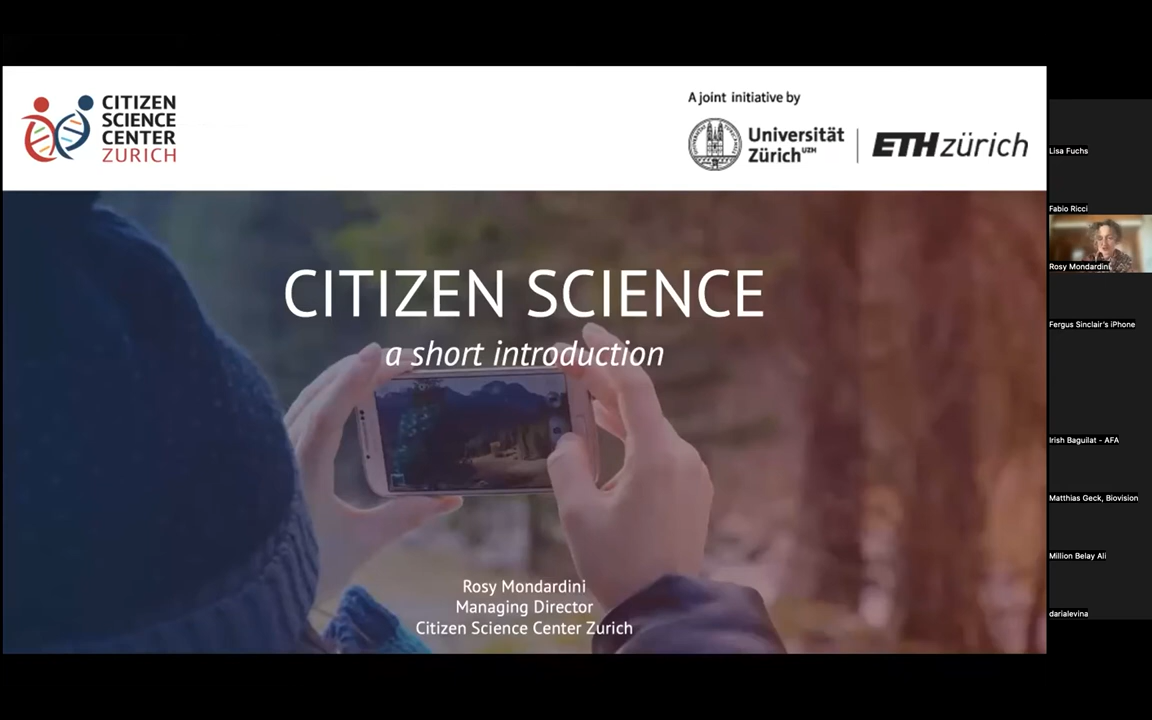 CITIZEN
SCIENCE
CENTER
ZURICH
A joint initiative by
Universität
Zürich UZH
ETH zürich
CITIZEN SCIENCE
a short introduction
Rosy Mondardini
Managing Director
Citizen Science Center Zurich
Lisa Fuchs
Fabio Ricci
Rosy Mondardini
Fergus Sinclair's iPhone
Irish Baguilat - AFA
Matthias Geck, Biovision
Million Belay Ali
darialevina